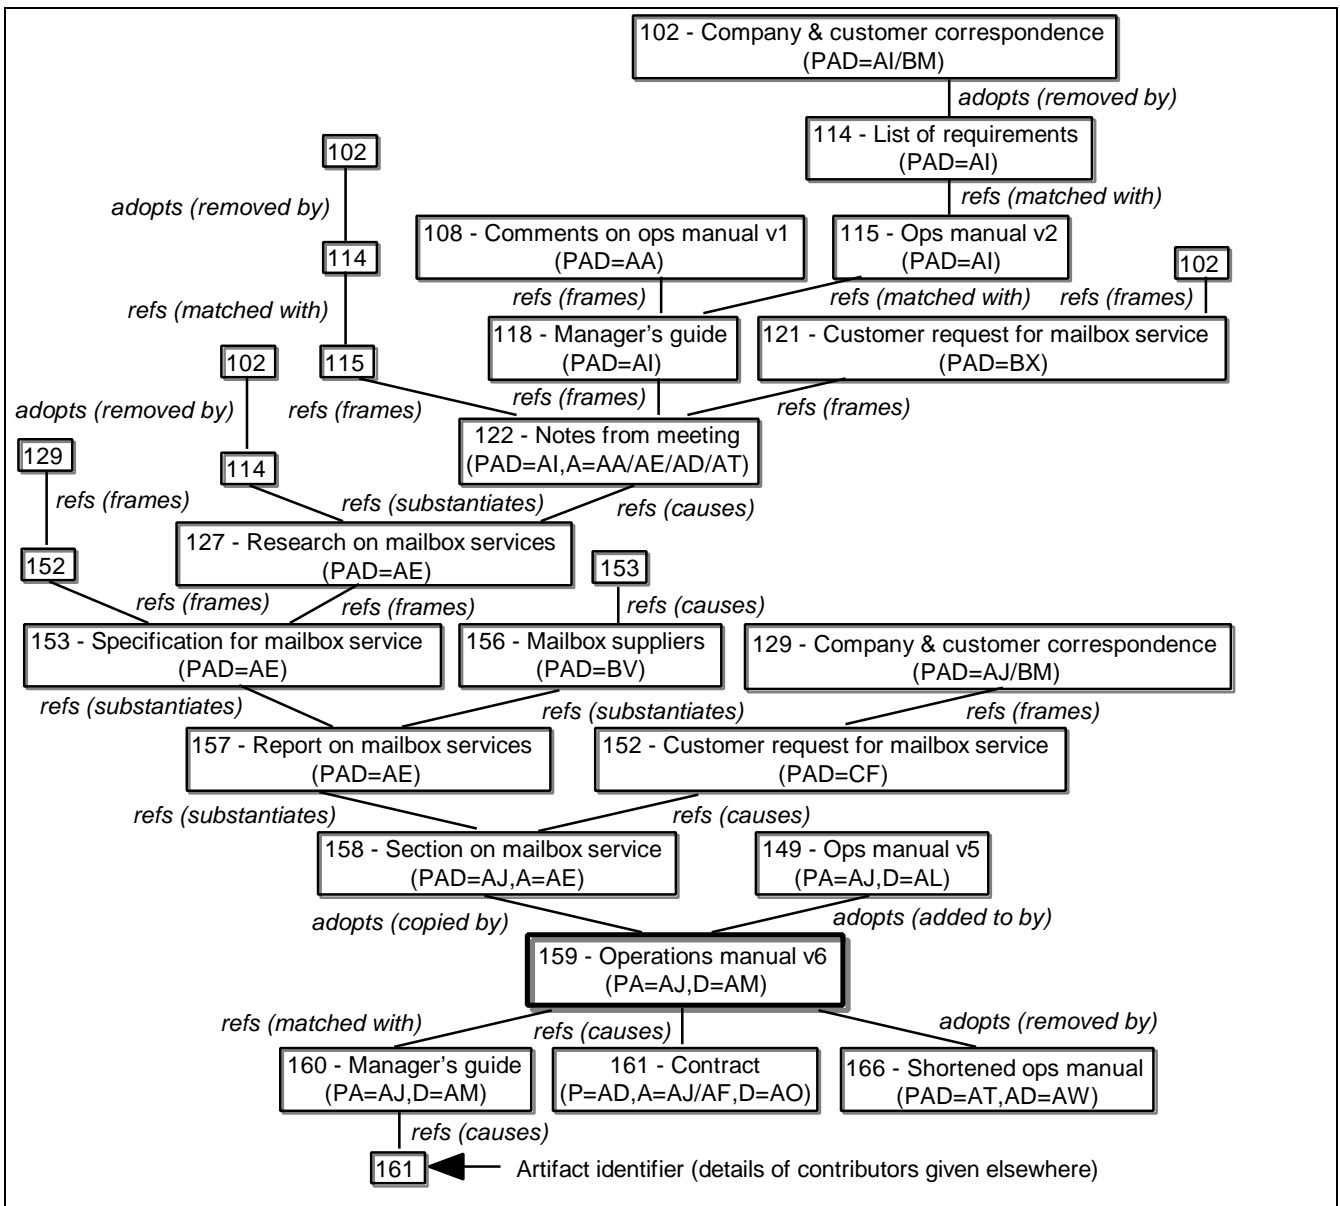 102 - Company & customer correspondence
(PAD=AI/BM)
adopts (removed by)
102
114 - List of requirements
(PAD=AI)
adopts (removed by)
refs (matched with)
108 - Comments on ops manual v1
(PAD=AA)
115 - Ops manual v2
(PAD=AI)
114
102
refs (matched with)
refs (frames)
refs (matched with)
refs (frames)
118 - Manager's guide
(PAD=AI)
121 - Customer request for mailbox service
(PAD=BX)
102
115
adopts (removed by)
refs (frames)
refs (frames)
refs (frames)
122 - Notes from meeting
(PAD=AI,A=AA/AE/AD/AT)
129
114
refs (frames)
refs (substantiates)
refs (causes)
127 - Research on mailbox services
(PAD=AE)
152
153
refs (frames)
refs (frames)
refs (causes)
153 - Specification for mailbox service
(PAD=AE)
156 - Mailbox suppliers
(PAD=BV)
129 - Company & customer correspondence
(PAD=AJ/BM)
refs (substantiates)
refs (substantiates)
refs (frames)
157 - Report on mailbox services
(PAD=AE)
152 - Customer request for mailbox service
(PAD=CF)
refs (substantiates)
refs (causes)
158 - Section on mailbox service
(PAD=AJ,A=AE)
149 - Ops manual v5
(PA=AJ,D=AL)
adopts (copied by)
adopts (added to by)
159 - Operations manual v6
(PA=AJ,D=AM)
refs (matched with)
refs (causes)
adopts (removed by)
160 - Manager's guide
(PA=AJ,D=AM)
161 - Contract
(P=AD,A=AJ/AF,D=AO)
166 - Shortened ops manual
(PAD=AT,AD=AW)
refs (causes)
161
Artifact identifier (details of contributors given elsewhere)